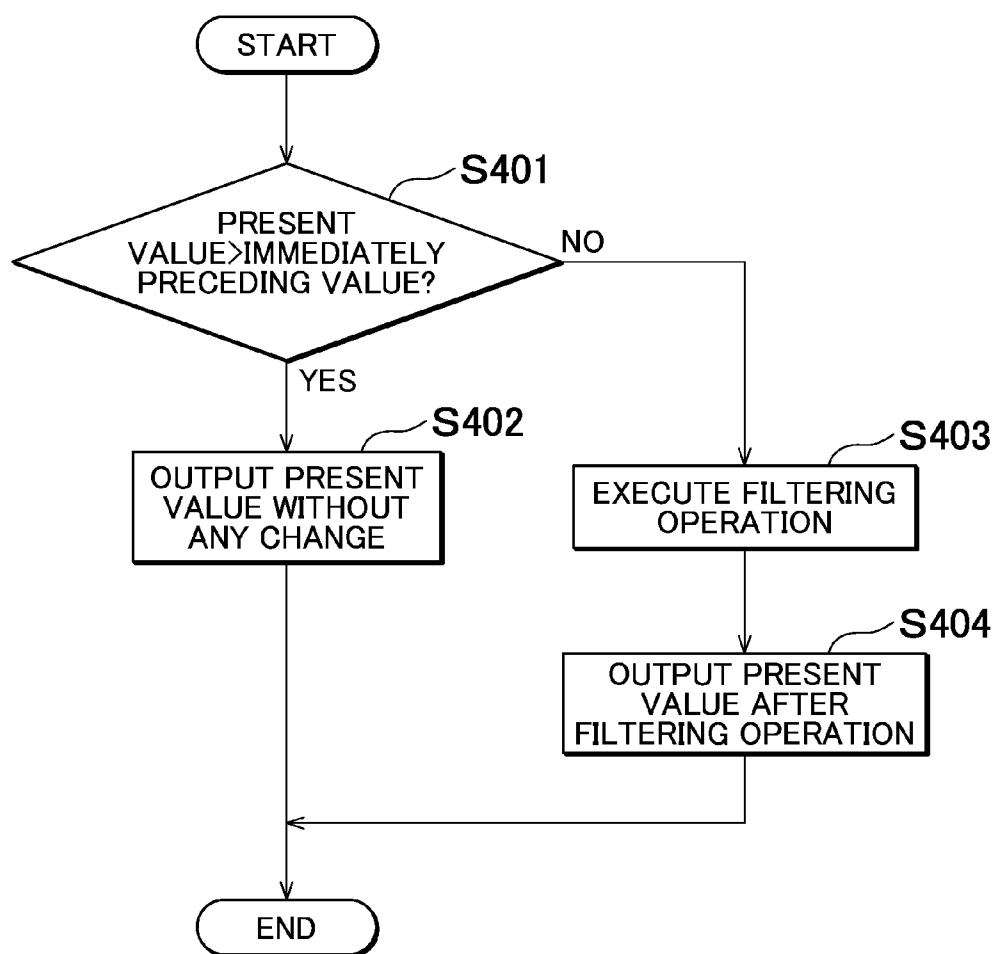 START
S401
PRESENT
VALUE>IMMEDIATELY
PRECEDING VALUE?
NO
YES
S402
OUTPUT PRESENT
VALUE WITHOUT
ANY CHANGE
S403
EXECUTE FILTERING
OPERATION
S404
OUTPUT PRESENT
VALUE AFTER
FILTERING OPERATION
END